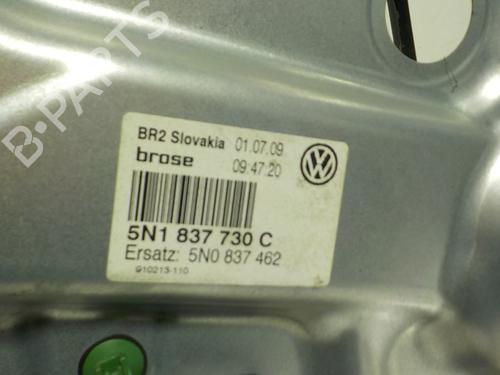 B-PARTS
BR2 Slovakia 01.07.09
brose 09:47:20
5N1 837 730 C
Ersatz: 5N0 837 462
910213-110